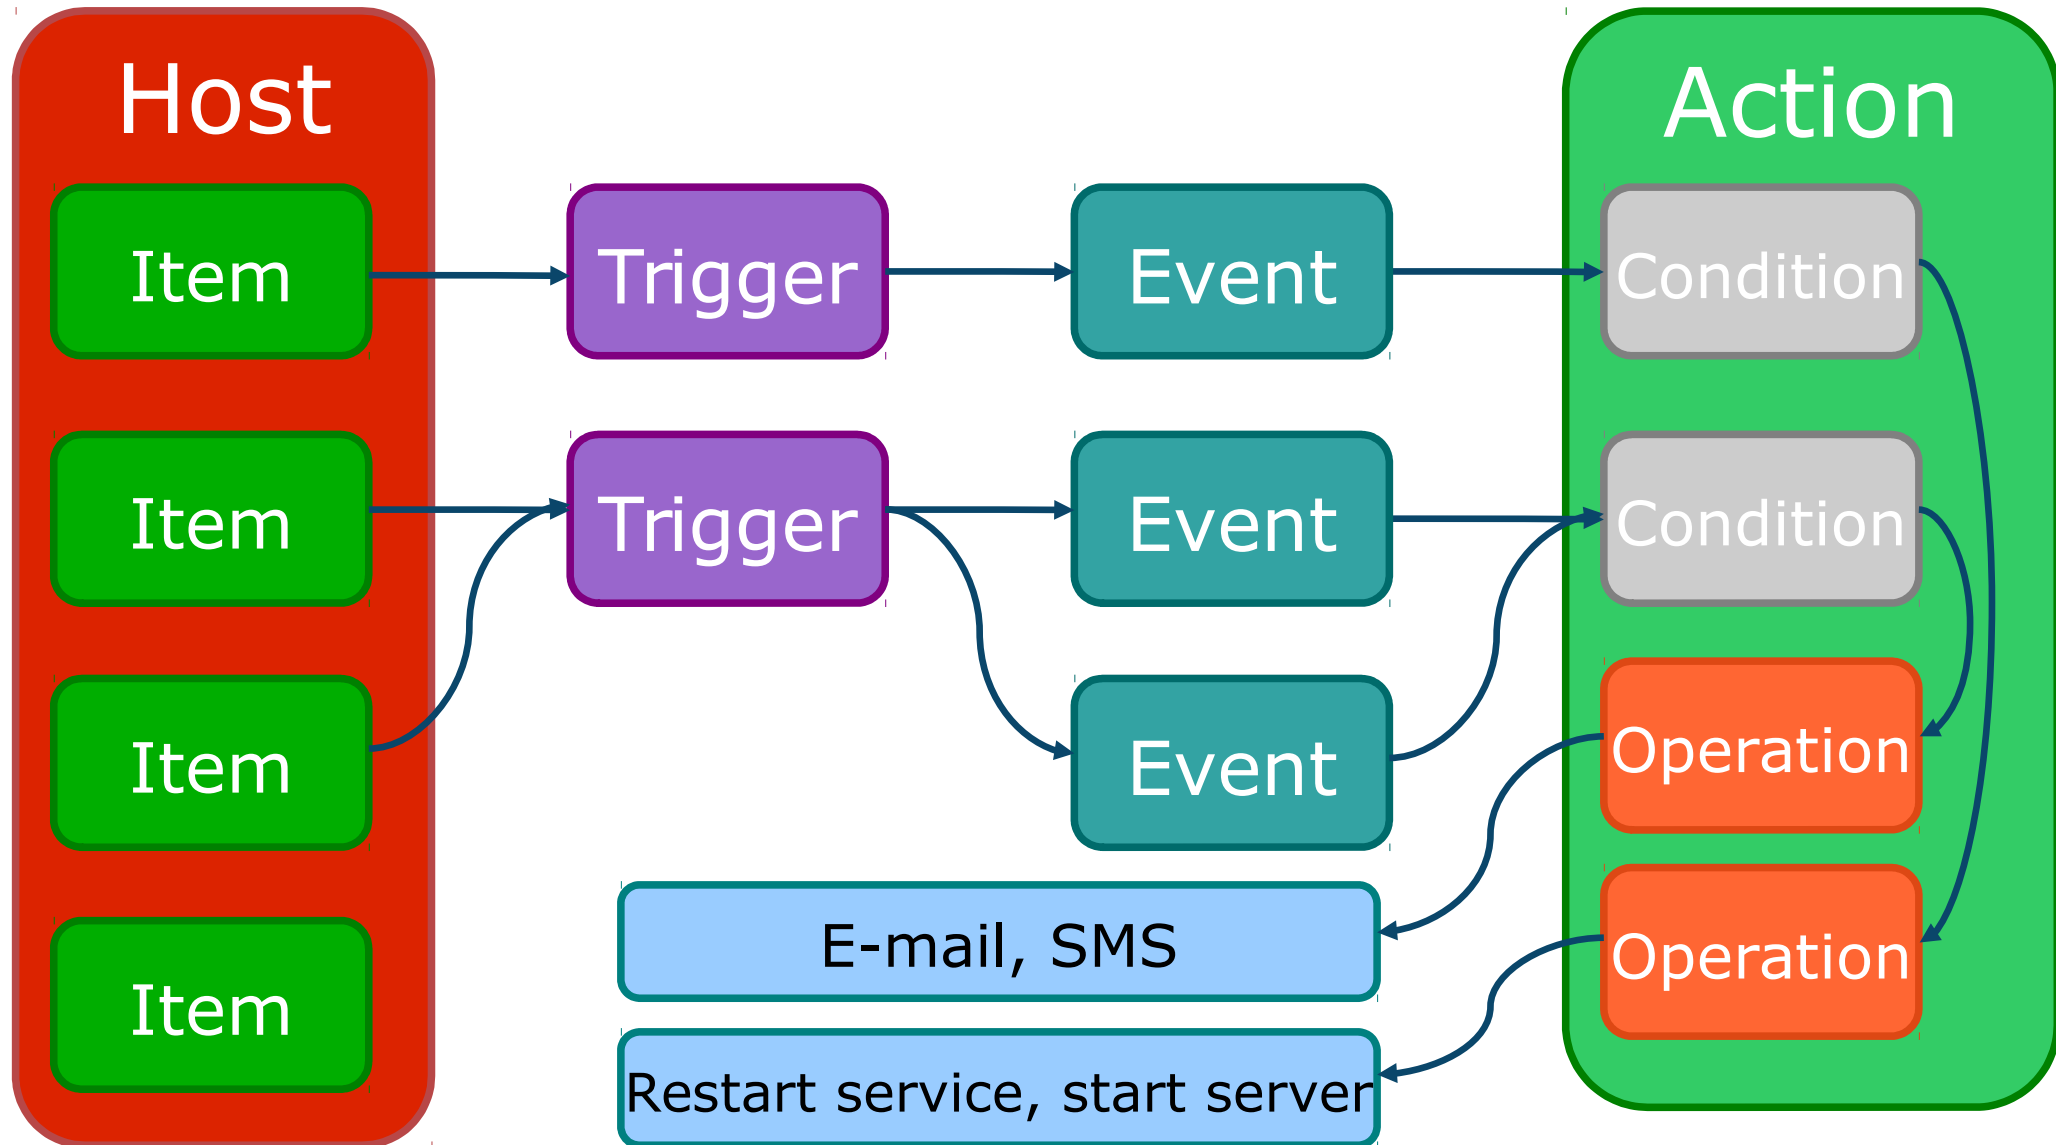 Host
Action
Item
Trigger
Event
Condition
Item
Trigger
Event
Condition
Item
Event
Operation
E-mail, SMS
Operation
Item
Restart service, start server